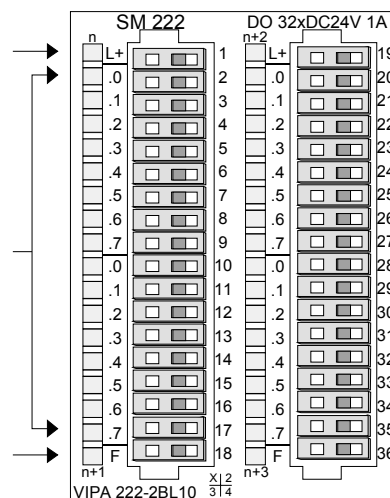 SM 222 DO 32xDC24V 1A
n n+2
L+ 1 L+ 19
.0 2 .0 20
.1 3 .1 21
.2 4 .2 22
.3 5 .3 23
.4 6 .4 24
.5 7 .5 25
.6 8 .6 26
.7 9 .7 27
.0 10 .0 28
.1 11 .1 29
.2 12 .2 30
.3 13 .3 31
.4 14 .4 32
.5 15 .5 33
.6 16 .6 34
.7 17 .7 35
F 18 F 36
n+1 n+3
VIPA 222-2BL10 X 2
3 4